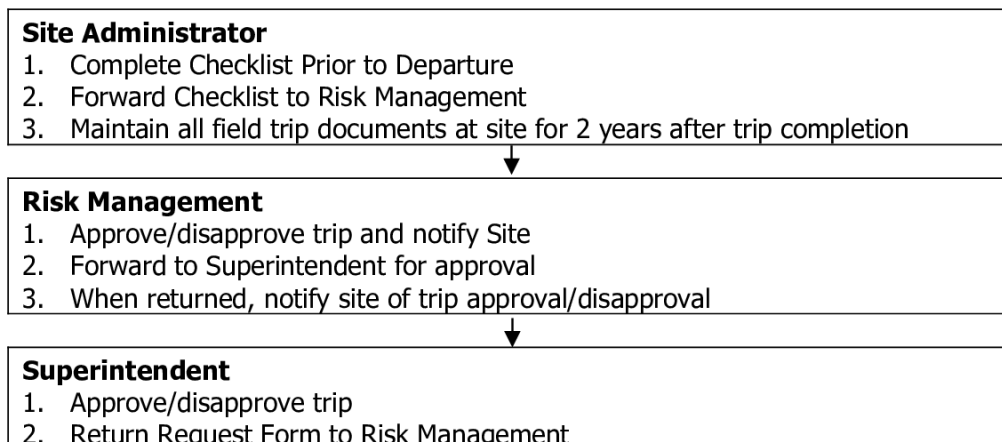 Site Administrator
1. Complete Checklist Prior to Departure
2. Forward Checklist to Risk Management
3. Maintain all field trip documents at site for 2 years after trip completion
Risk Management
1. Approve/disapprove trip and notify Site
2. Forward to Superintendent for approval
3. When returned, notify site of trip approval/disapproval
Superintendent
1. Approve/disapprove trip
2. Return Request Form to Risk Management